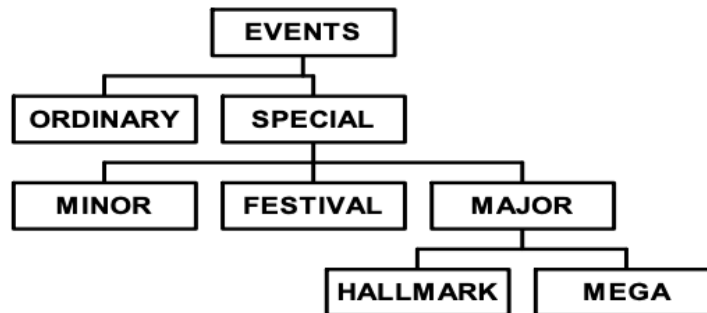 EVENTS
ORDINARY SPECIAL
MINOR FESTIVAL MAJOR
HALLMARK MEGA